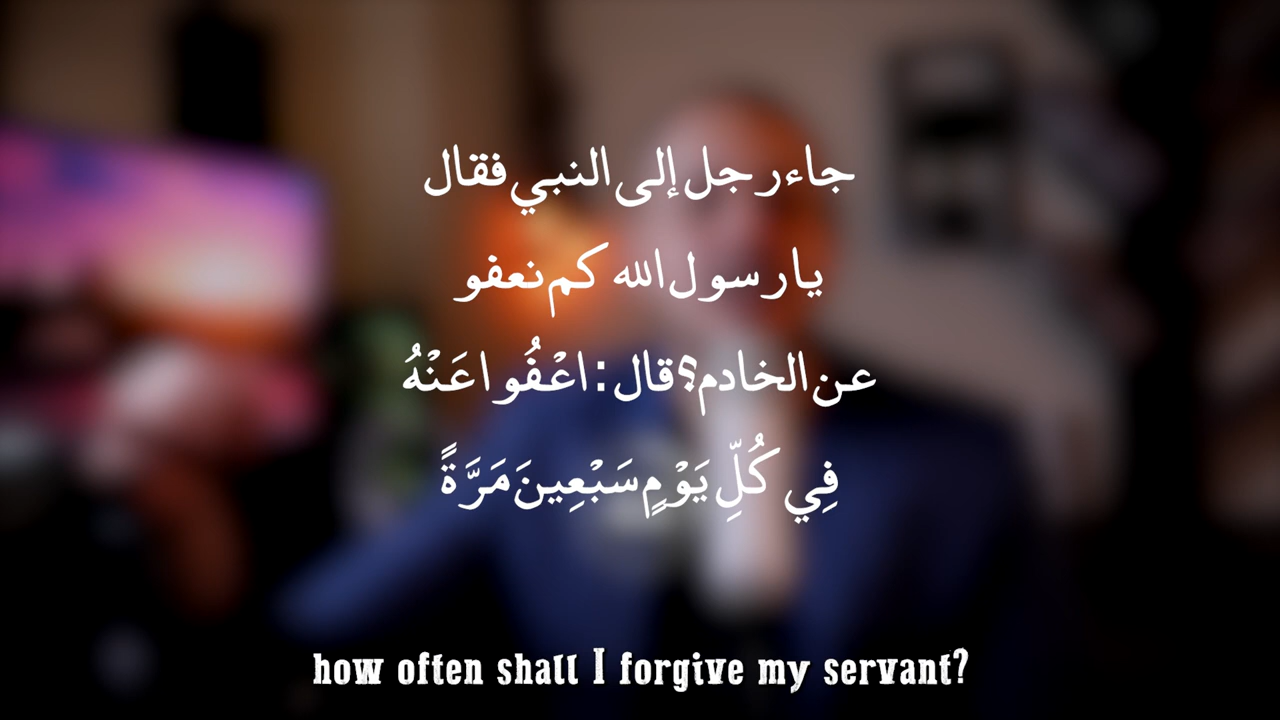 جاء رجل إلى النبي فقال
يا رسول الله كم نعفو
عن الخادم؟ قال: اعْفُوا عَنْهُ
فِي كُلِّ يَوْمٍ سَبْعِينَ مَرَّةً
how often shall I forgive my servant?